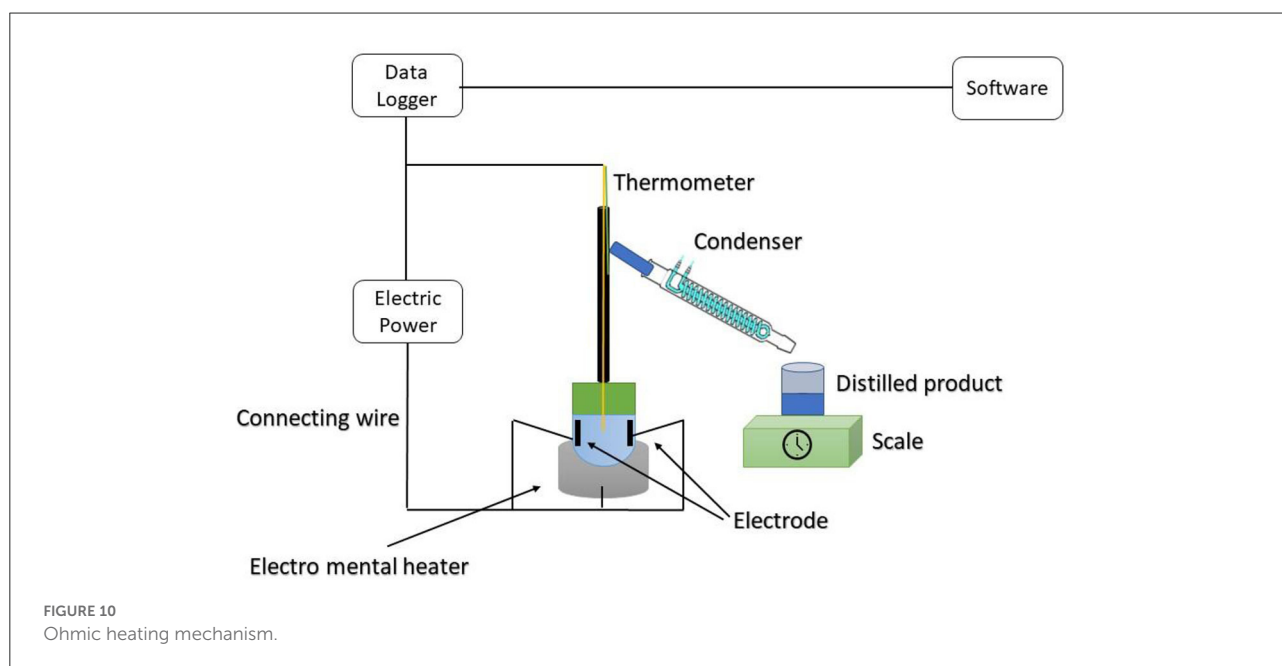 Data
Logger
Software
Thermometer
Condenser
Electric
Power
Distilled product
Connecting wire
Scale
Electrode
Electro mental heater
FIGURE 10
Ohmic heating mechanism.